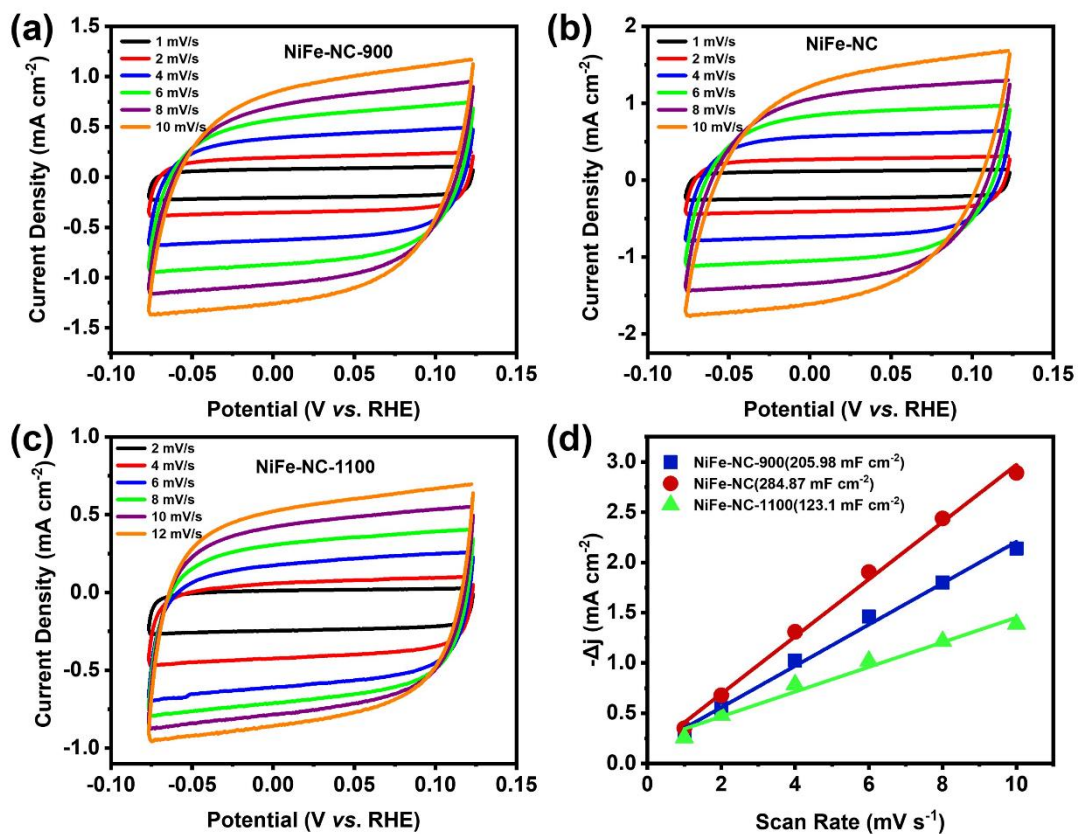 (a)
NiFe-NC-900
1 mV/s
2 mV/s
4 mV/s
6 mV/s
8 mV/s
10 mV/s
1.5
1.0
0.5
0.0
-0.5
-1.0
-1.5
Current Density (mA cm⁻²)
-0.10
-0.05
0.00
0.05
0.10
0.15
Potential (V vs. RHE)
(b)
NiFe-NC
1 mV/s
2 mV/s
4 mV/s
6 mV/s
8 mV/s
10 mV/s
2
1
0
-1
-2
Current Density (mA cm⁻²)
-0.10
-0.05
0.00
0.05
0.10
0.15
Potential (V vs. RHE)
(c)
NiFe-NC-1100
2 mV/s
4 mV/s
6 mV/s
8 mV/s
10 mV/s
12 mV/s
1.0
0.5
0.0
-0.5
-1.0
Current Density (mA cm⁻²)
-0.10
-0.05
0.00
0.05
0.10
0.15
Potential (V vs. RHE)
(d)
NiFe-NC-900(205.98 mF cm⁻²)
NiFe-NC(284.87 mF cm⁻²)
NiFe-NC-1100(123.1 mF cm⁻²)
3.0
2.5
2.0
1.5
1.0
0.5
0.0
-Δj (mA cm⁻²)
0
2
4
6
8
10
Scan Rate (mV s⁻¹)